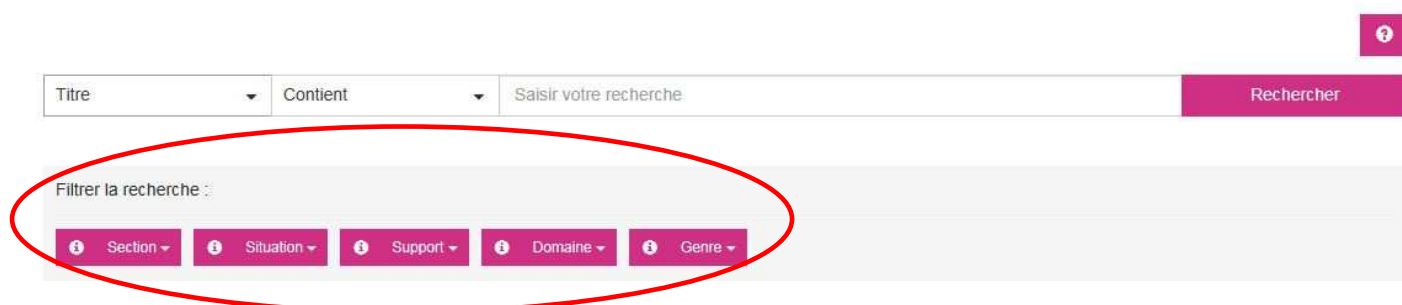 Titre Contient Saisir votre recherche Rechercher
Filtrer la recherche :
Section Situation Support Domaine Genre